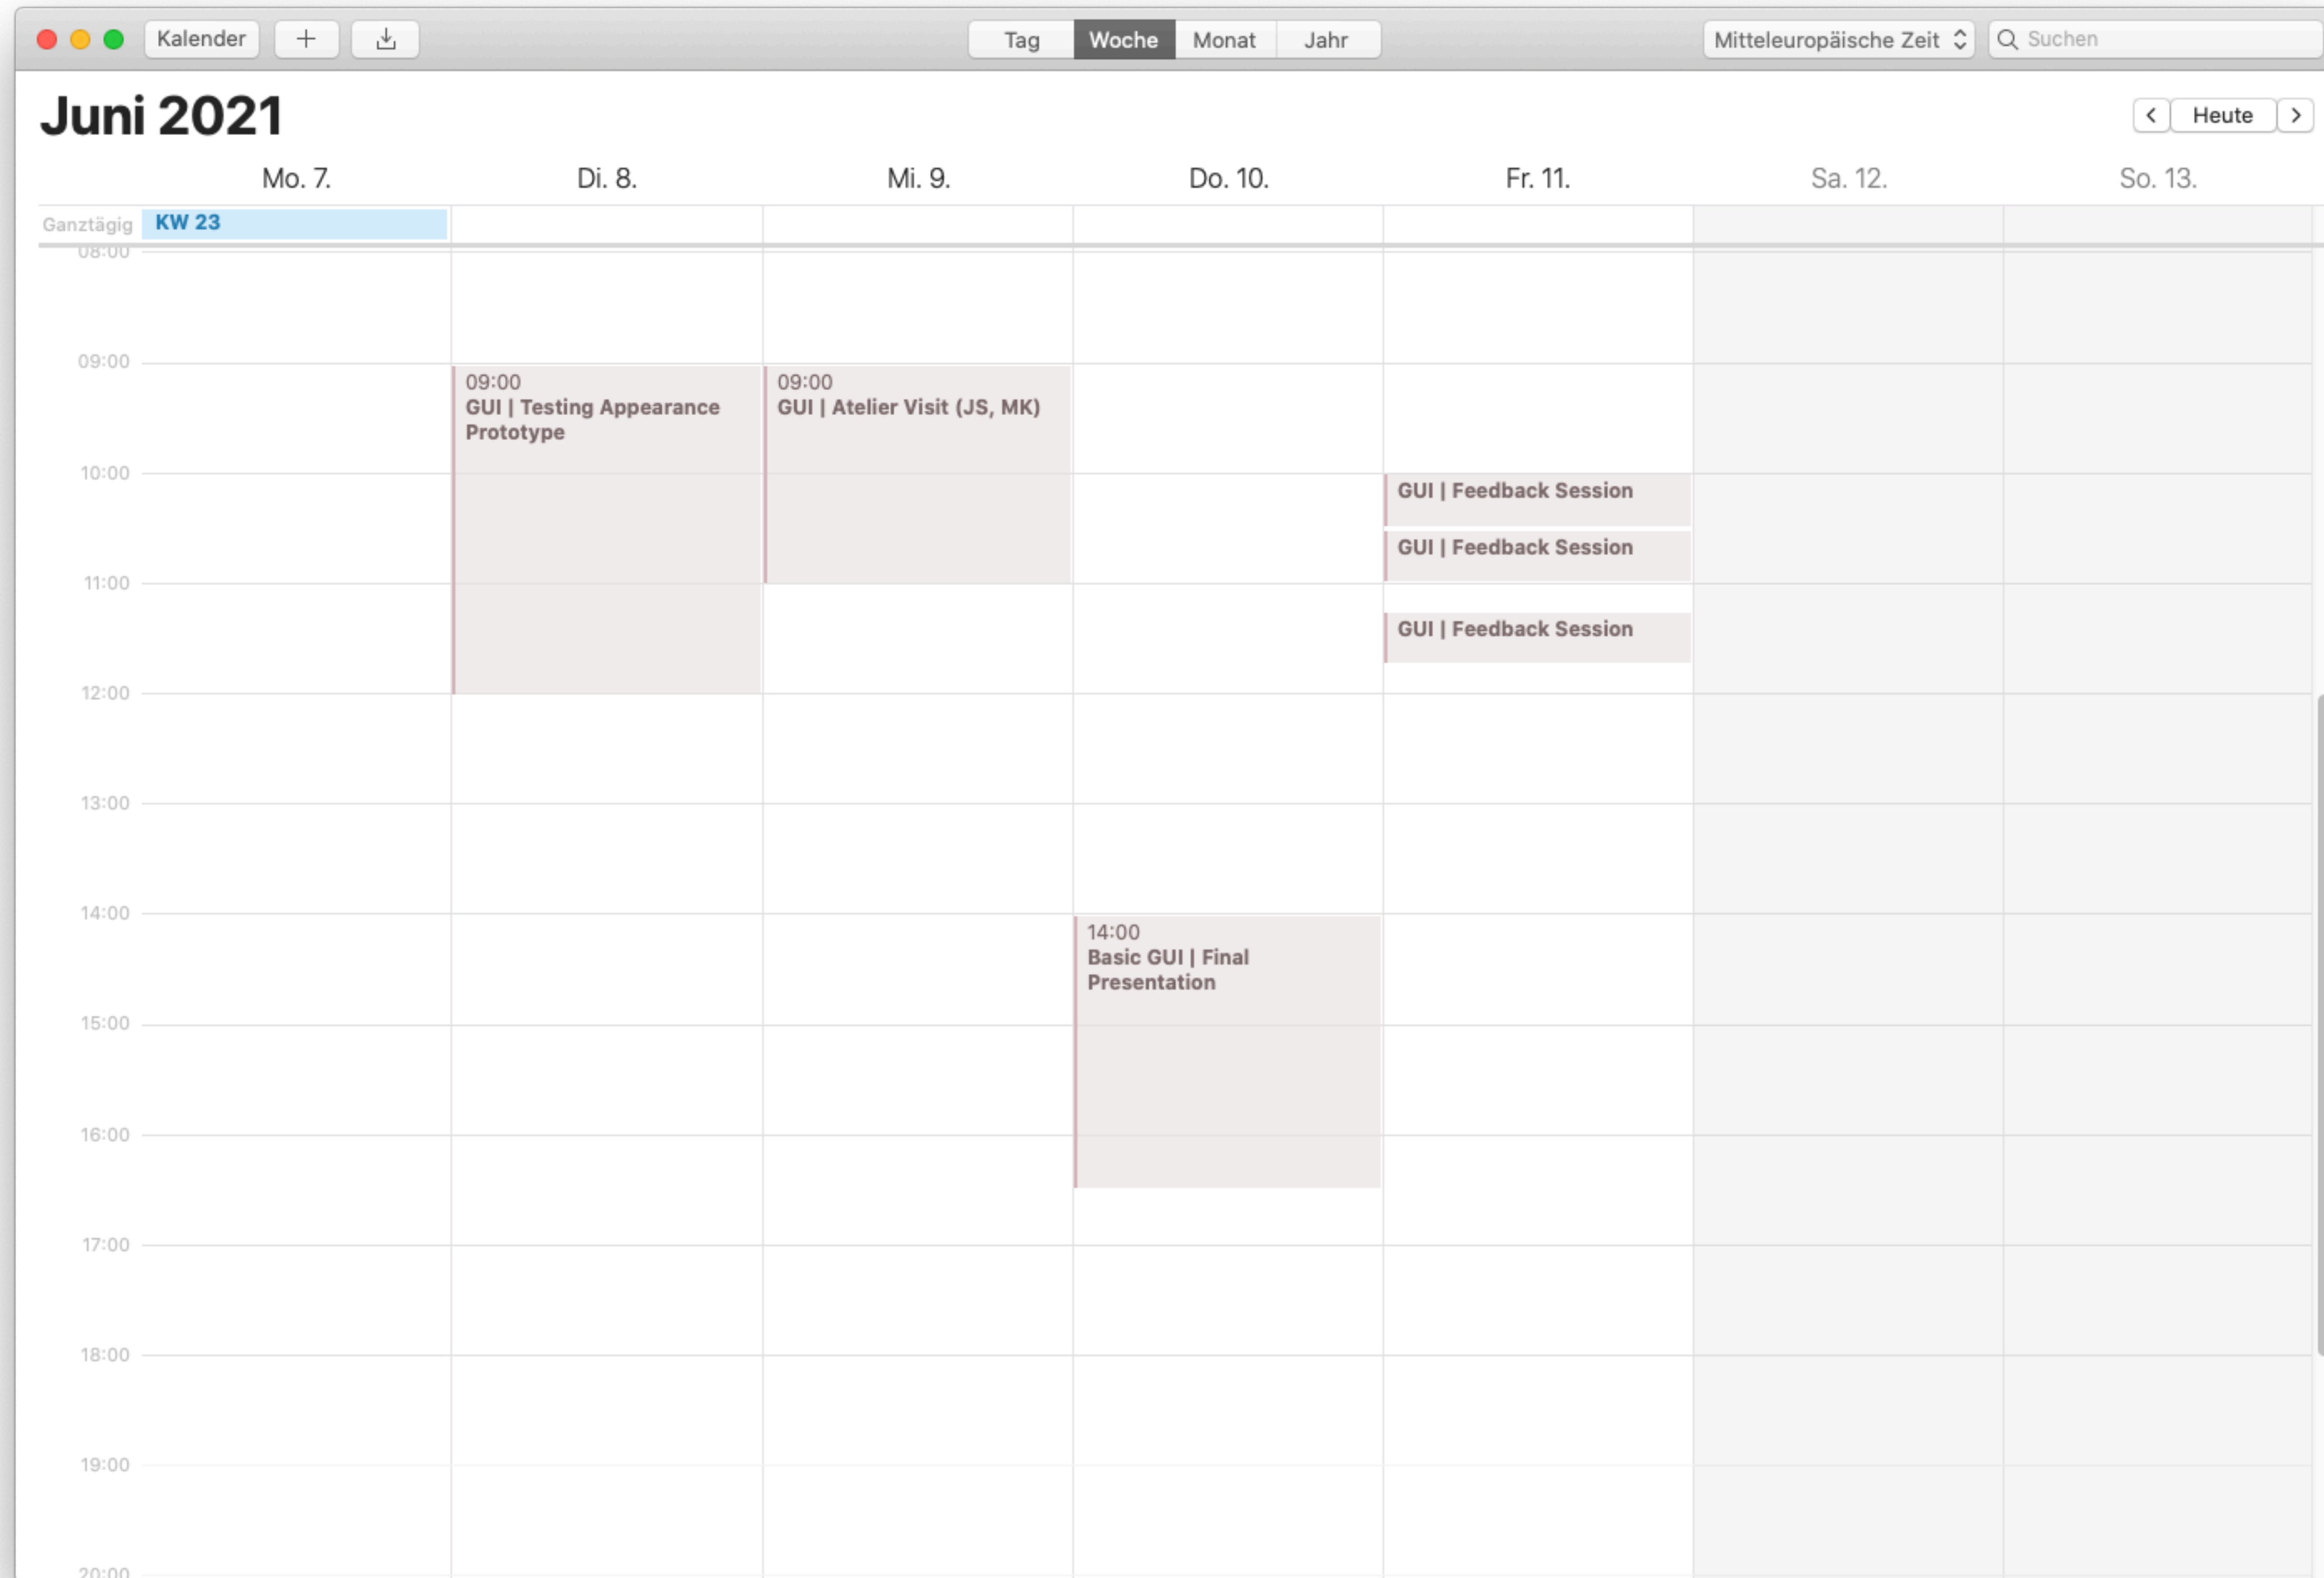 Kalender
Tag Woche Monat Jahr
Mitteleuropäische Zeit
Suchen
Juni 2021
Heute
Mo. 7. Di. 8. Mi. 9. Do. 10. Fr. 11. Sa. 12. So. 13.
Ganztägig KW 23
08:00
09:00
09:00
GUI | Testing Appearance
Prototype
09:00
GUI | Atelier Visit (JS, MK)
10:00
GUI | Feedback Session
GUI | Feedback Session
11:00
GUI | Feedback Session
12:00
13:00
14:00
14:00
Basic GUI | Final
Presentation
15:00
16:00
17:00
18:00
19:00
20:00